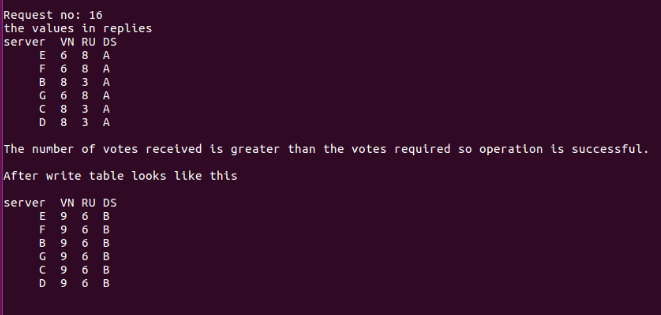 Request no: 16
the values in replies
server  VN RU DS
     E  6  8  A
     F  6  8  A
     B  8  3  A
     G  6  8  A
     C  8  3  A
     D  8  3  A
The number of votes received is greater than the votes required so operation is successful.
After write table looks like this
server  VN RU DS
     E  9  6  B
     F  9  6  B
     B  9  6  B
     G  9  6  B
     C  9  6  B
     D  9  6  B